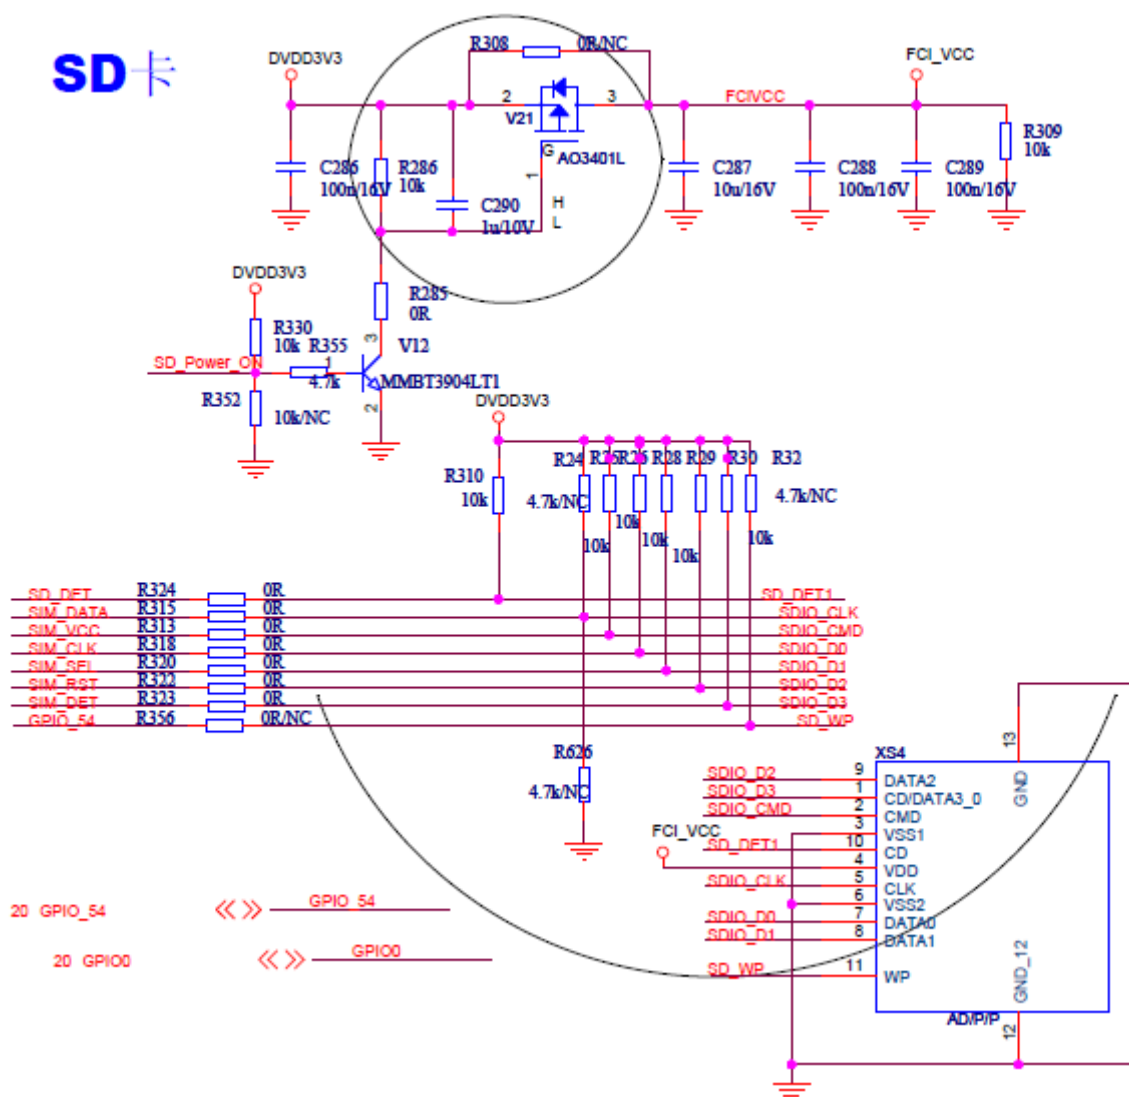 SD卡
DVDD3V3
R308
0R/NC
FCI_VCC
2
V21
3
FCIVCC
G
AO3401L
1
H
L
C286
100n/16V
R286
10k
C290
1u/10V
C287
10u/16V
C288
100n/16V
C289
100n/16V
R309
10k
DVDD3V3
R285
0R
R330
10k
R355
4.7k
1
3
2
V12
MMBT3904LT1
SD_Power_ON
R352
10k/NC
DVDD3V3
R310
10k
R24
R25
R26
R28
R29
R30
R32
4.7k/NC
10k
10k
10k
10k
4.7k/NC
SD_DET R324 0R SD_DET1
SIM_DATA R315 0R SDIO_CLK
SIM_VCC R313 0R SDIO_CMD
SIM_CLK R318 0R SDIO_D0
SIM_SEL R320 0R SDIO_D1
SIM_RST R322 0R SDIO_D2
SIM_DET R323 0R SDIO_D3
GPIO_54 R356 0R/NC SD_WP
R626
4.7k/NC
XS4
13
GND
SDIO_D2 9 DATA2
SDIO_D3 1 CD/DATA3_0
SDIO_CMD 2 CMD
3 VSS1
SD_DET1 10 CD
FCI_VCC 4 VDD
SDIO_CLK 5 CLK
6 VSS2
SDIO_D0 7 DATA0
SDIO_D1 8 DATA1
SD_WP 11 WP
GND_12
12
AD/P/P
20 GPIO_54 GPIO_54
20 GPIO0 GPIO0